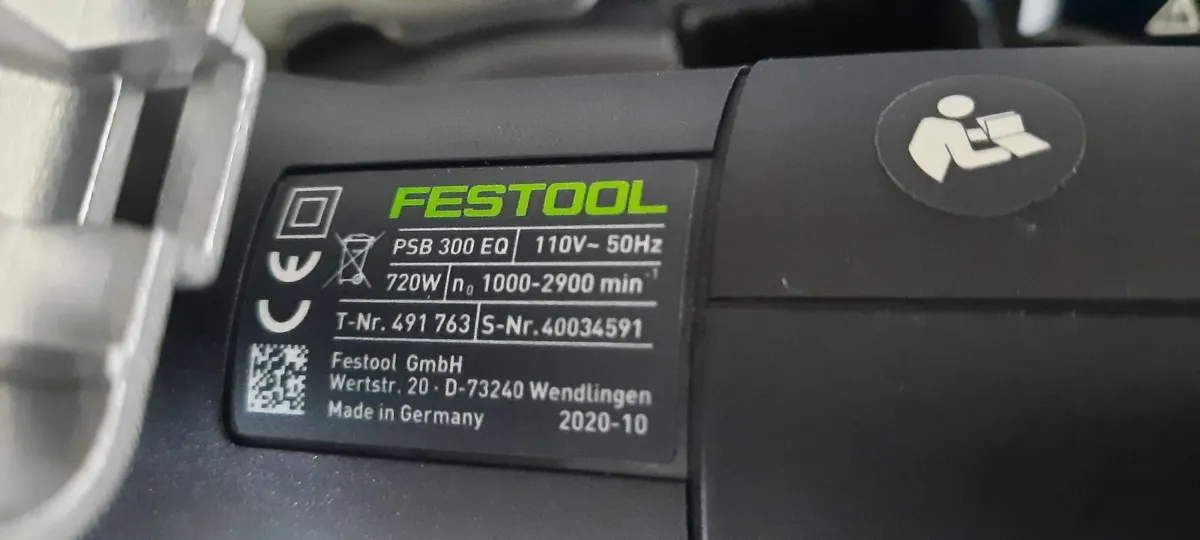 FESTOOL
PSB 300 EQ 110V~ 50Hz
720W n₀ 1000-2900 min⁻¹
T-Nr. 491 763 S-Nr. 40034591
Festool GmbH
Wertstr. 20 · D-73240 Wendlingen
Made in Germany 2020-10
CE